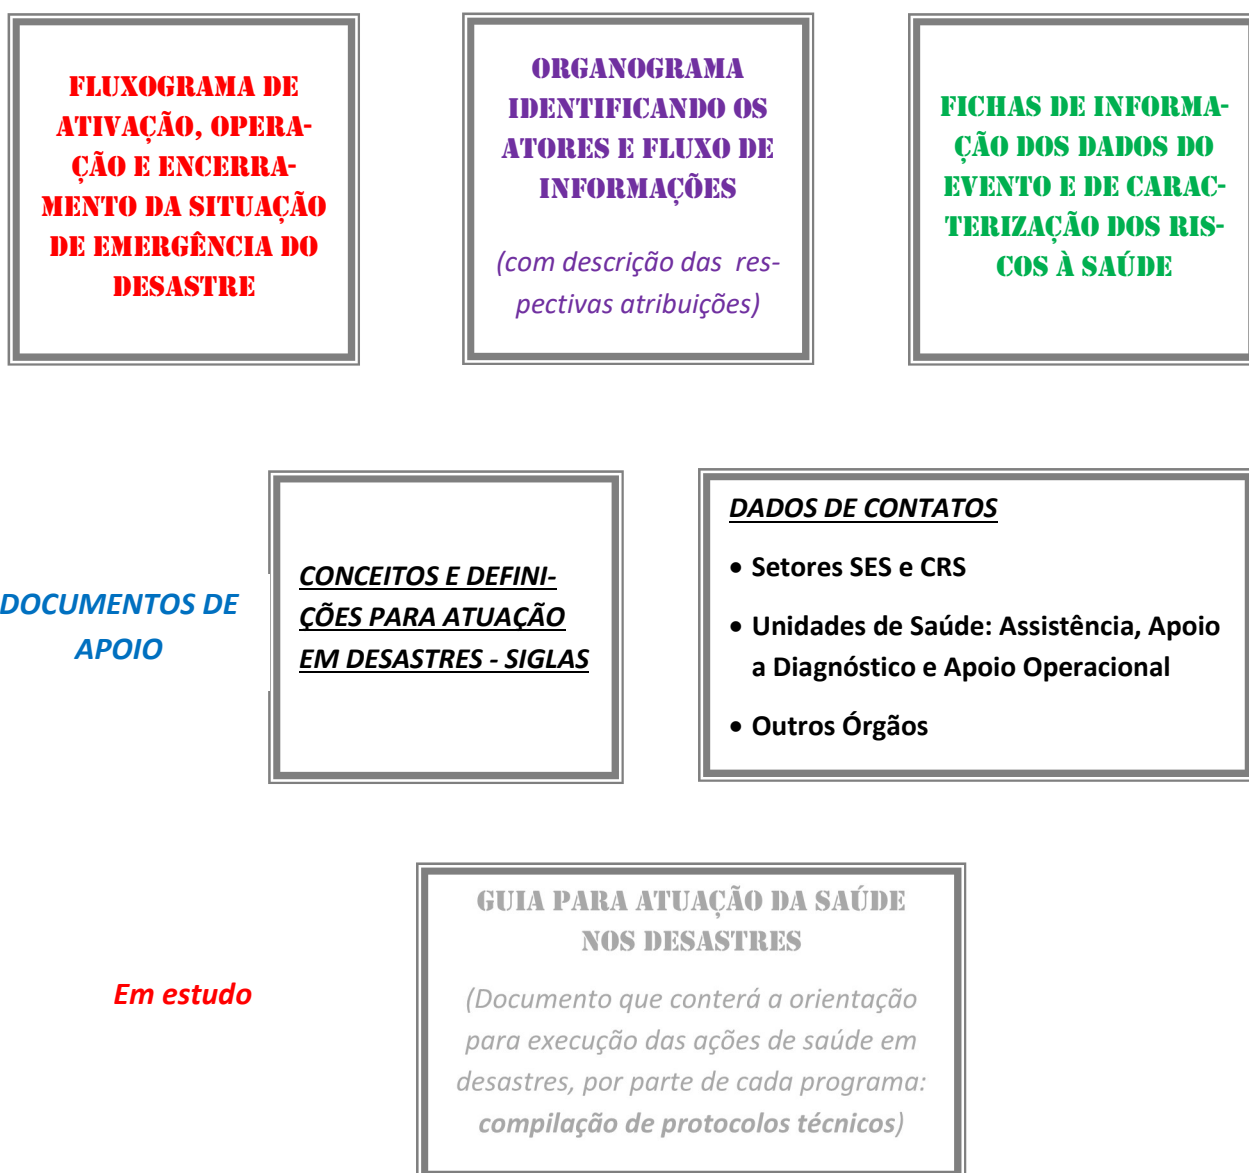 FLUXOGRAMA DE
ATIVAÇÃO, OPERA-
ÇÃO E ENCERRA-
MENTO DA SITUAÇÃO
DE EMERGÊNCIA DO
DESASTRE
ORGANOGRAMA
IDENTIFICANDO OS
ATORES E FLUXO DE
INFORMAÇÕES
(com descrição das res-
pectivas atribuições)
FICHAS DE INFORMA-
ÇÃO DOS DADOS DO
EVENTO E DE CARAC-
TERIZAÇÃO DOS RIS-
COS À SAÚDE
DOCUMENTOS DE
APOIO
CONCEITOS E DEFINI-
ÇÕES PARA ATUAÇÃO
EM DESASTRES - SIGLAS
DADOS DE CONTATOS
• Setores SES e CRS
• Unidades de Saúde: Assistência, Apoio
a Diagnóstico e Apoio Operacional
• Outros Órgãos
Em estudo
GUIA PARA ATUAÇÃO DA SAÚDE
NOS DESASTRES
(Documento que conterá a orientação
para execução das ações de saúde em
desastres, por parte de cada programa:
compilação de protocolos técnicos)